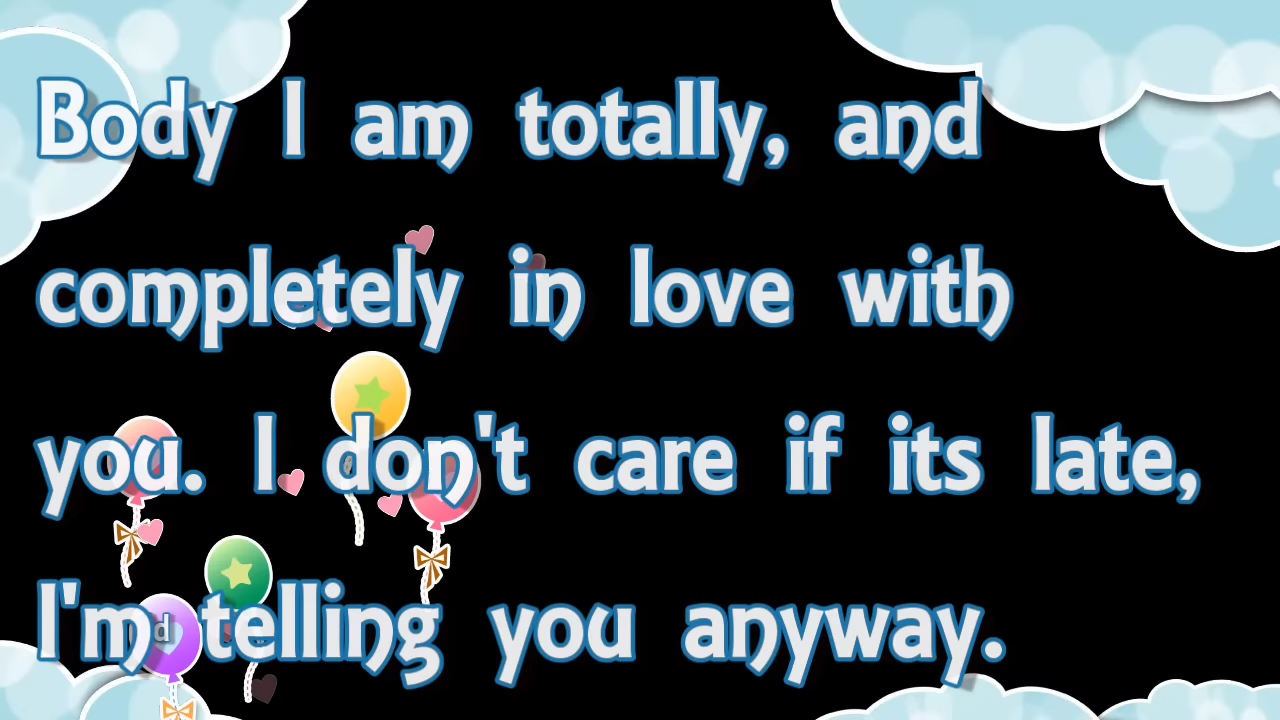 Body I am totally, and
completely in love with
you. I don't care if its late,
I'm telling you anyway.